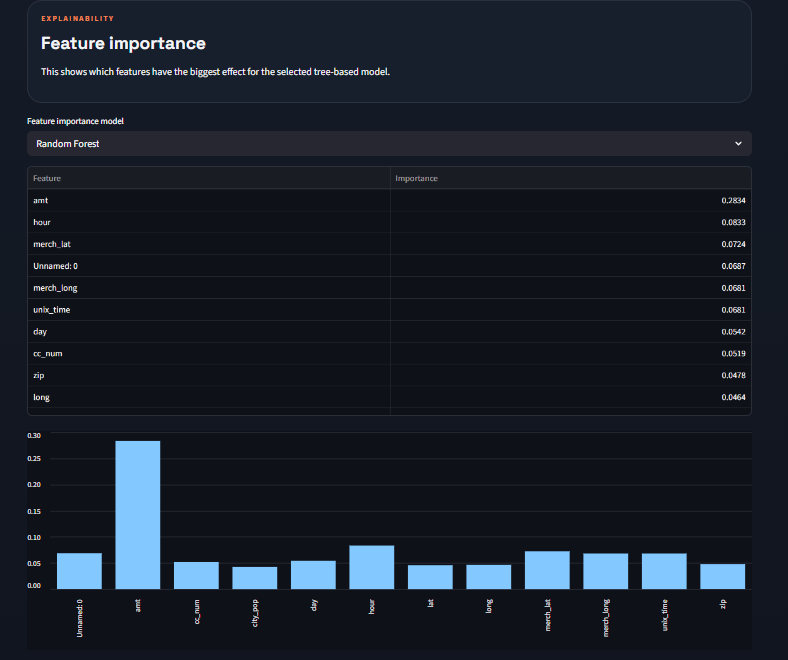 EXPLAINABILITY
Feature importance
This shows which features have the biggest effect for the selected tree-based model.
Feature importance model
Random Forest
Feature Importance
amt 0.2834
hour 0.0833
merch_lat 0.0724
Unnamed: 0 0.0687
merch_long 0.0681
unix_time 0.0681
day 0.0542
cc_num 0.0519
zip 0.0478
long 0.0464
0.30
0.25
0.20
0.15
0.10
0.05
0.00
Unnamed: 0
amt
cc_num
city_pop
day
hour
lat
long
merch_lat
merch_long
unix_time
zip